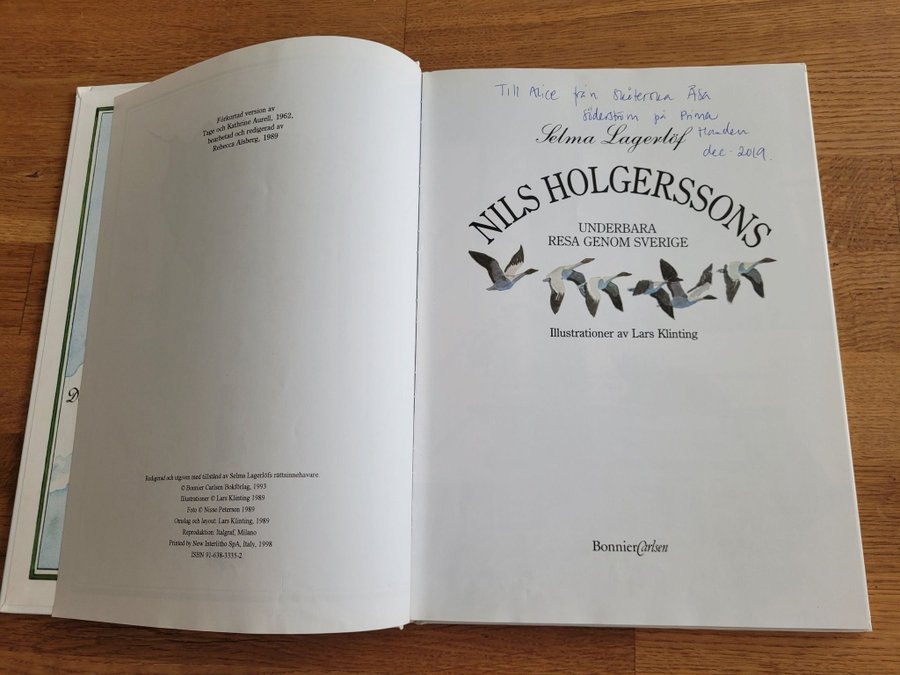 Förkortad version av
Tage och Kathrine Aurell, 1962,
bearbetad och redigerad av
Rebecca Alsberg, 1989
Redigerad och utgiven med tillstånd av Selma Lagerlöfs rättsinnehavare.
© Bonnier Carlsen Bokförlag, 1993
Illustrationer © Lars Klinting 1989
Foto © Nisse Peterson 1989
Omslag och layout: Lars Klinting, 1989
Reproduktion: Italgraf, Milano
Printed by New Interlitho SpA, Italy, 1998
ISBN 91-638-3335-2
Till Alice från Sköterska Åsa
Söderström på Prima
Handen
dec-2019.
Selma Lagerlöf
NILS HOLGERSSONS
UNDERBARA
RESA GENOM SVERIGE
Illustrationer av Lars Klinting
BonnierCarlsen